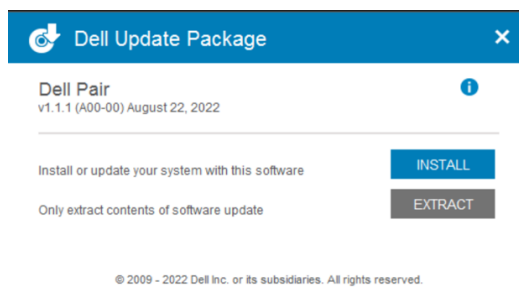 Dell Update Package
Dell Pair
v1.1.1 (A00-00) August 22, 2022
Install or update your system with this software
INSTALL
Only extract contents of software update
EXTRACT
© 2009 - 2022 Dell Inc. or its subsidiaries. All rights reserved.